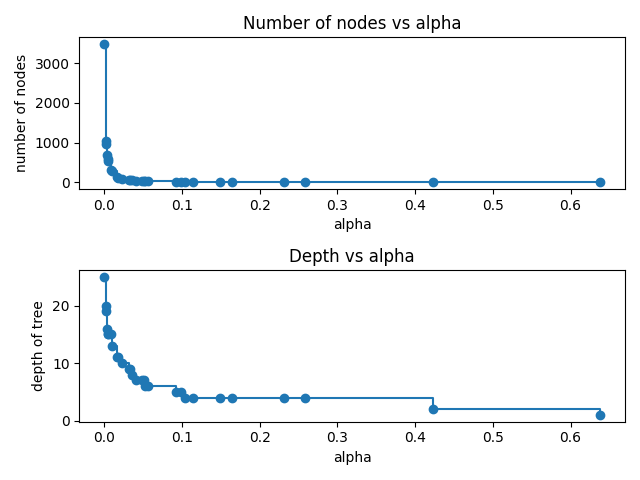 Number of nodes vs alpha
number of nodes
3000
2000
1000
0
0.0 0.1 0.2 0.3 0.4 0.5 0.6
alpha
Depth vs alpha
depth of tree
20
10
0
0.0 0.1 0.2 0.3 0.4 0.5 0.6
alpha